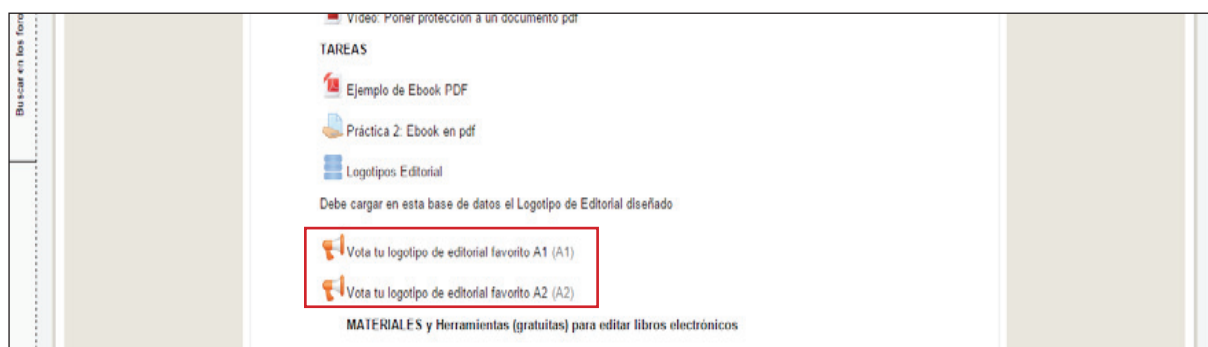 Buscar en los foro
Video: Poner protección a un documento pdf
TAREAS
Ejemplo de Ebook PDF
Práctica 2: Ebook en pdf
Logotipos Editorial
Debe cargar en esta base de datos el Logotipo de Editorial diseñado
Vota tu logotipo de editorial favorito A1 (A1)
Vota tu logotipo de editorial favorito A2 (A2)
MATERIALES y Herramientas (gratuitas) para editar libros electrónicos